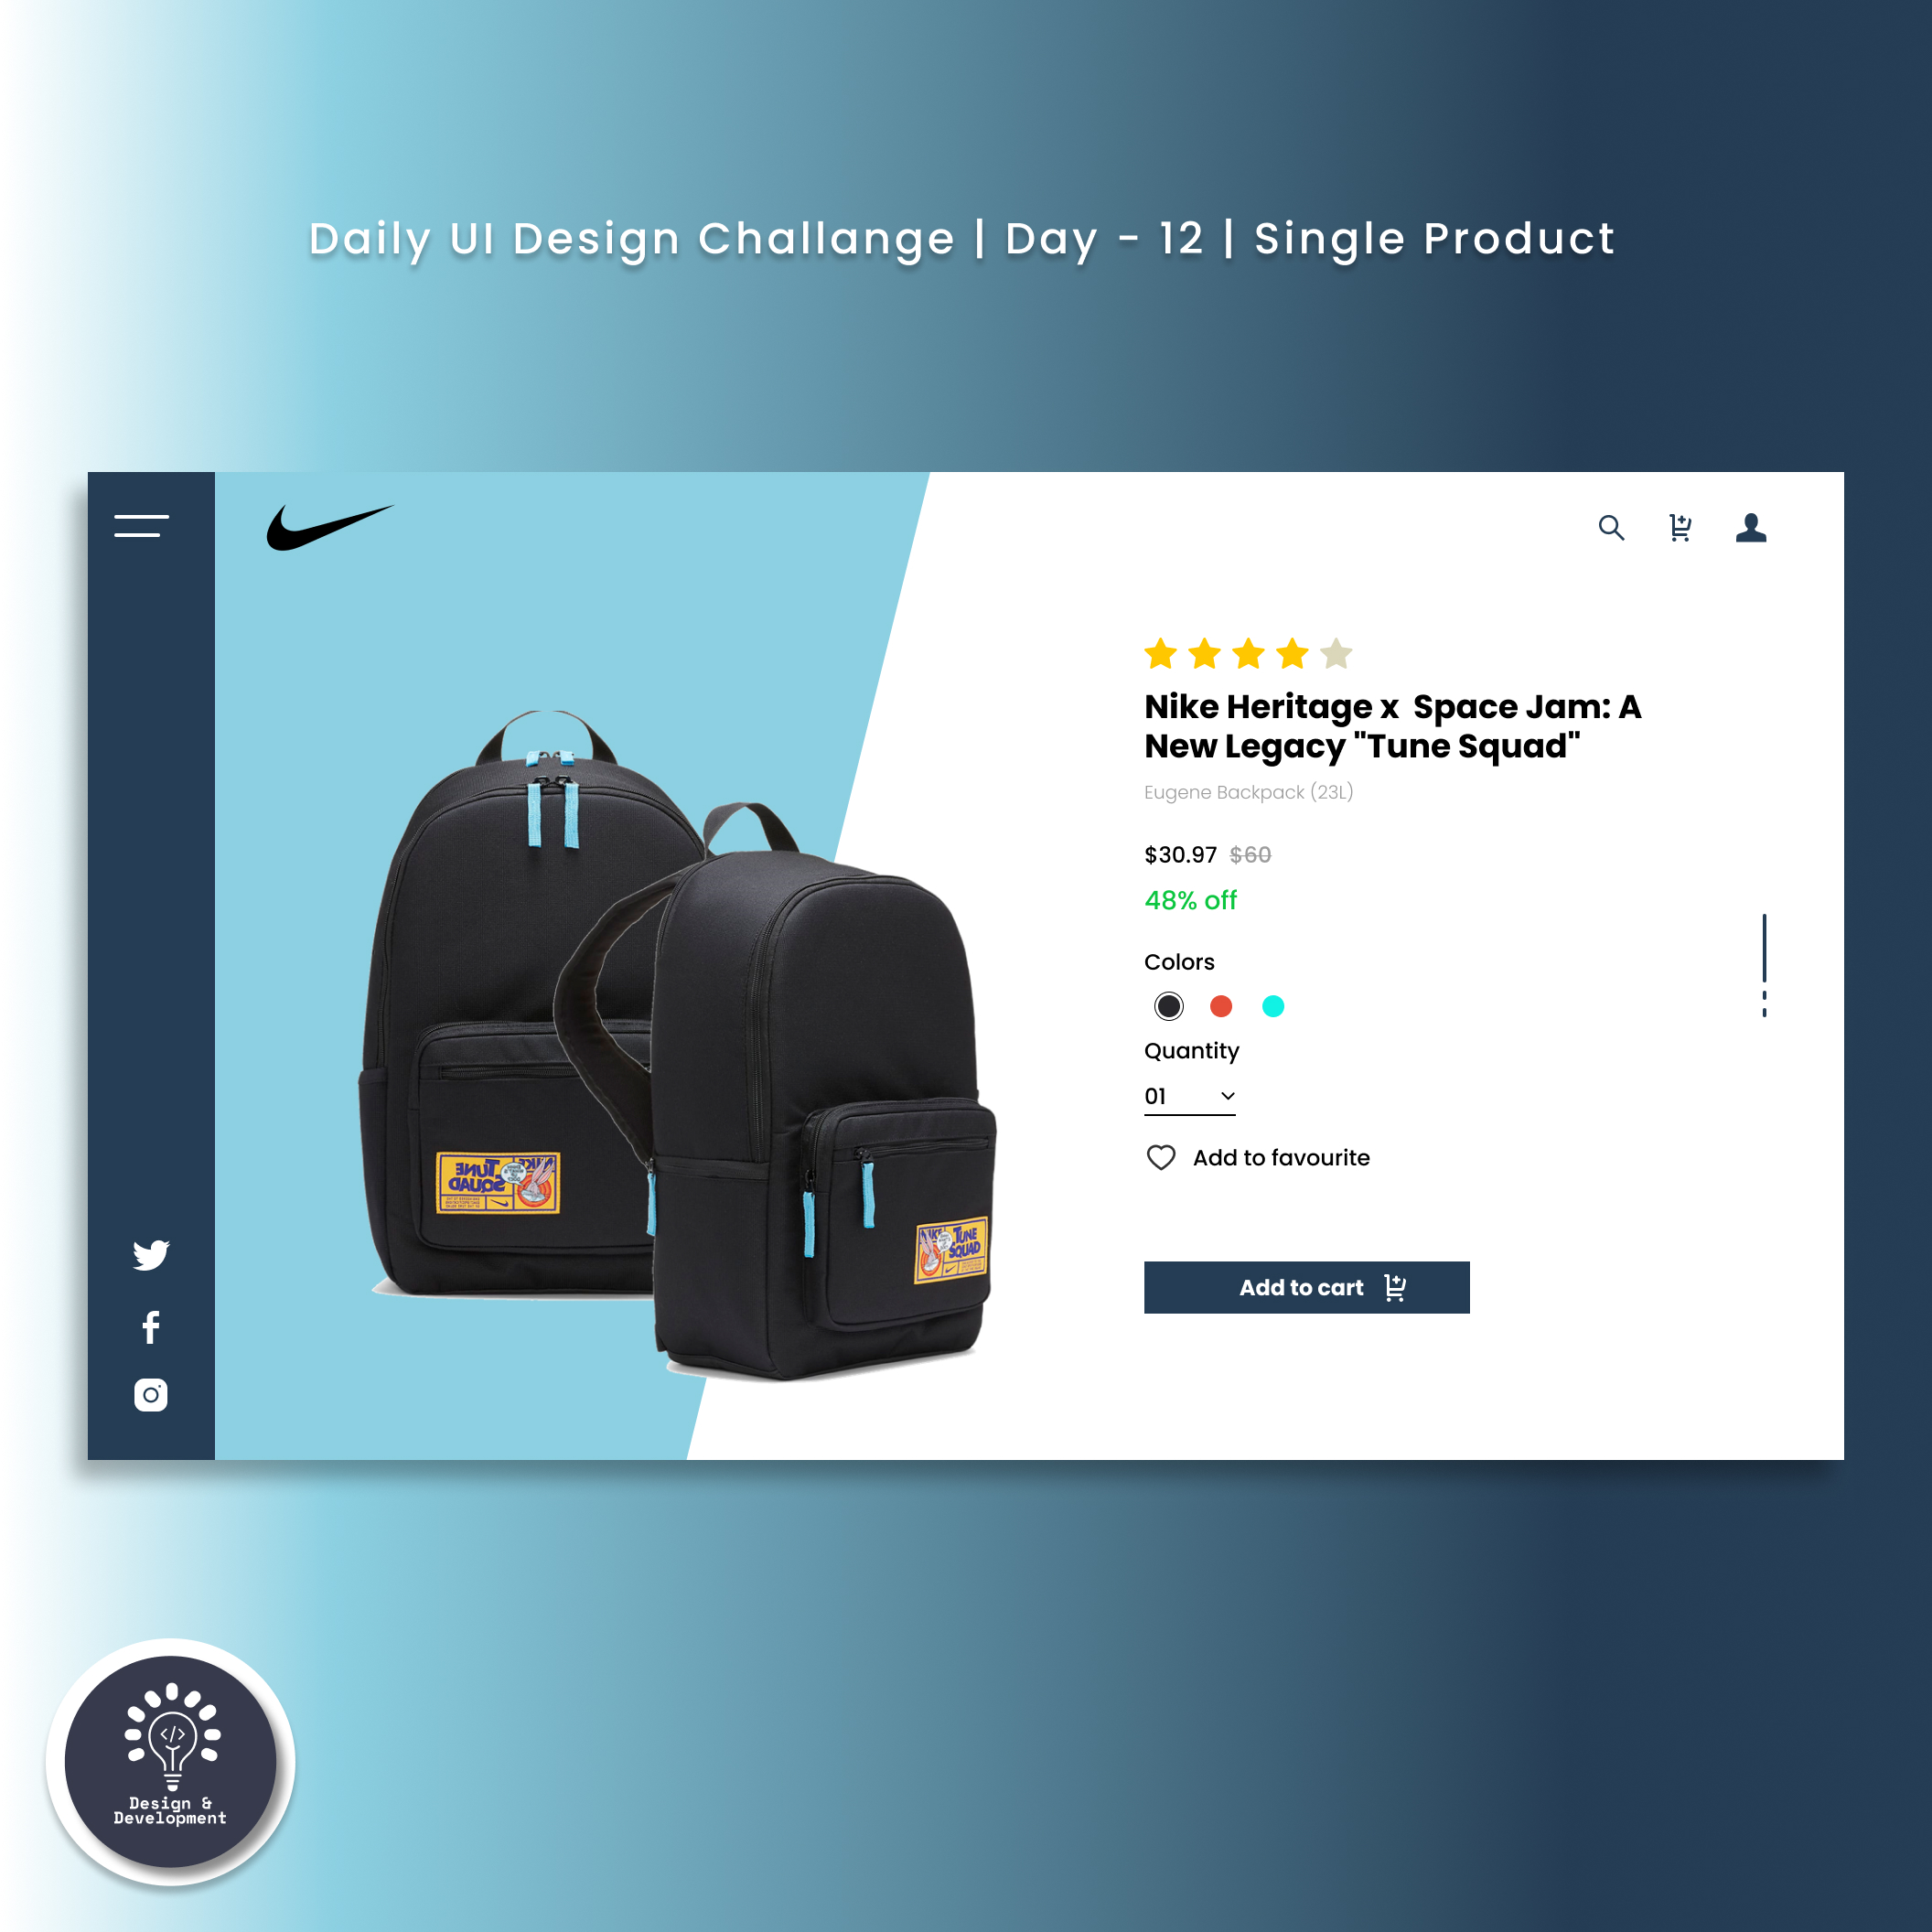 Daily UI Design Challange | Day - 12 | Single Product
Nike Heritage x Space Jam: A
New Legacy "Tune Squad"
Eugene Backpack (23L)
$30.97 $60
48% off
Colors
Quantity
01
Add to favourite
Add to cart
TUNE
SQUAD
NIKE
TUNE
SQUAD
Design &
Development